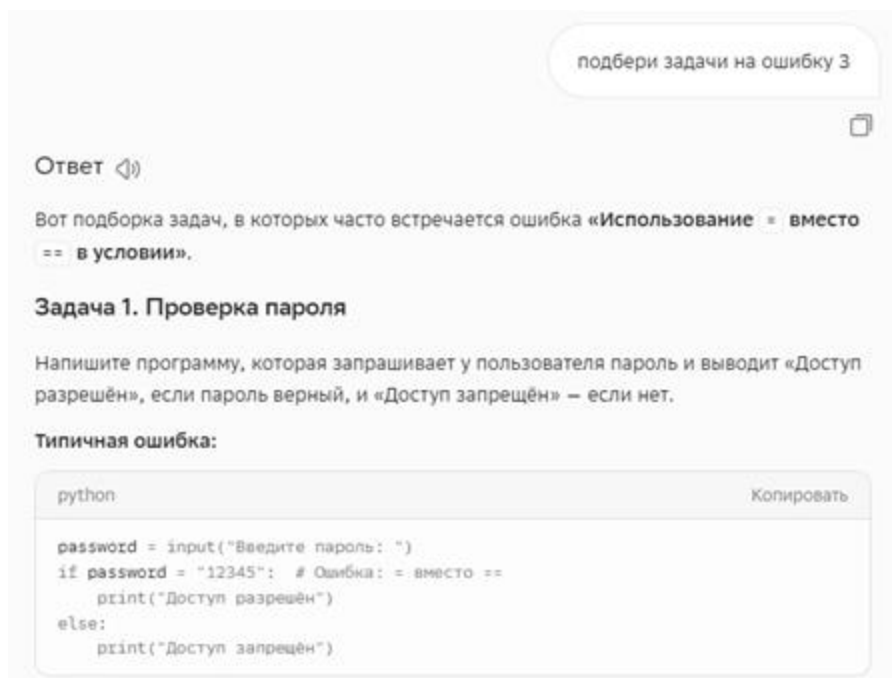 подбери задачи на ошибку 3
Ответ
Вот подборка задач, в которых часто встречается ошибка «Использование = вместо
== в условии».
Задача 1. Проверка пароля
Напишите программу, которая запрашивает у пользователя пароль и выводит «Доступ
разрешён», если пароль верный, и «Доступ запрещён» — если нет.
Типичная ошибка:
python Копировать
password = input("Введите пароль: ")
if password = "12345":  # Ошибка: = вместо ==
    print("Доступ разрешён")
else:
    print("Доступ запрещён")